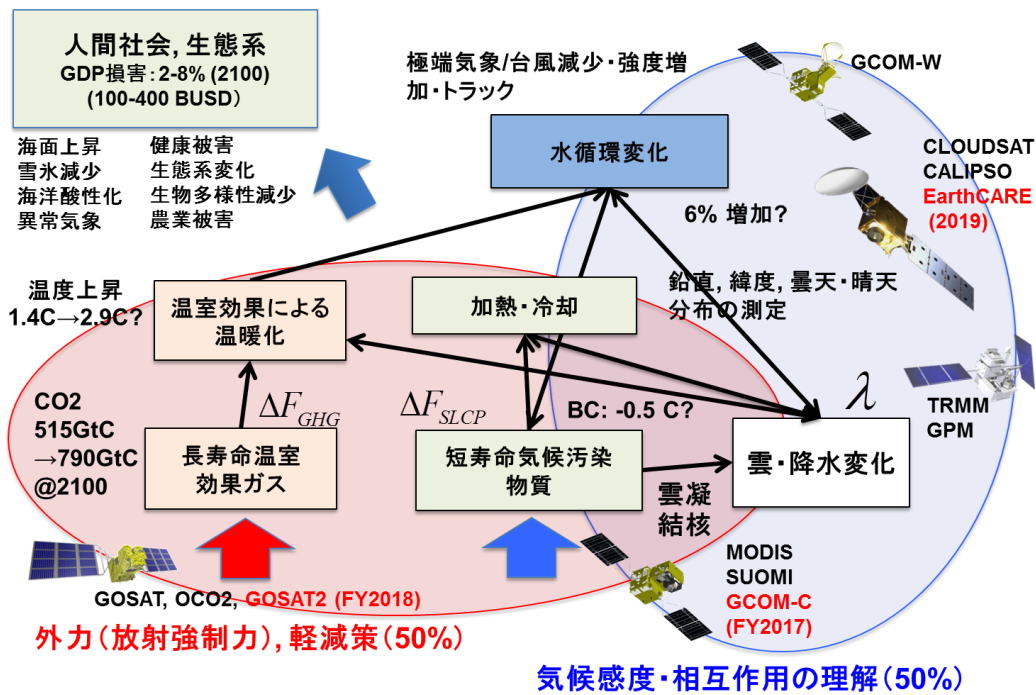 人間社会, 生態系
GDP損害：2-8% (2100)
(100-400 BUSD)
海面上昇
雪氷減少
海洋酸性化
異常気象
健康被害
生態系変化
生物多様性減少
農業被害
極端気象/台風減少・強度増
加・トラック
GCOM-W
水循環変化
CLOUDSAT
CALIPSO
EarthCARE
(2019)
6% 増加?
鉛直, 緯度, 曇天・晴天
分布の測定
温度上昇
1.4C→2.9C?
温室効果による
温暖化
加熱・冷却
TRMM
GPM
CO2
515GtC
→790GtC
@2100
ΔF_GHG
ΔF_SLCP
BC: -0.5 C?
λ
長寿命温室
効果ガス
短寿命気候汚染
物質
雲・降水変化
雲凝
結核
MODIS
SUOMI
GCOM-C
(FY2017)
GOSAT, OCO2, GOSAT2 (FY2018)
外力（放射強制力）, 軽減策（50%）
気候感度・相互作用の理解（50%）